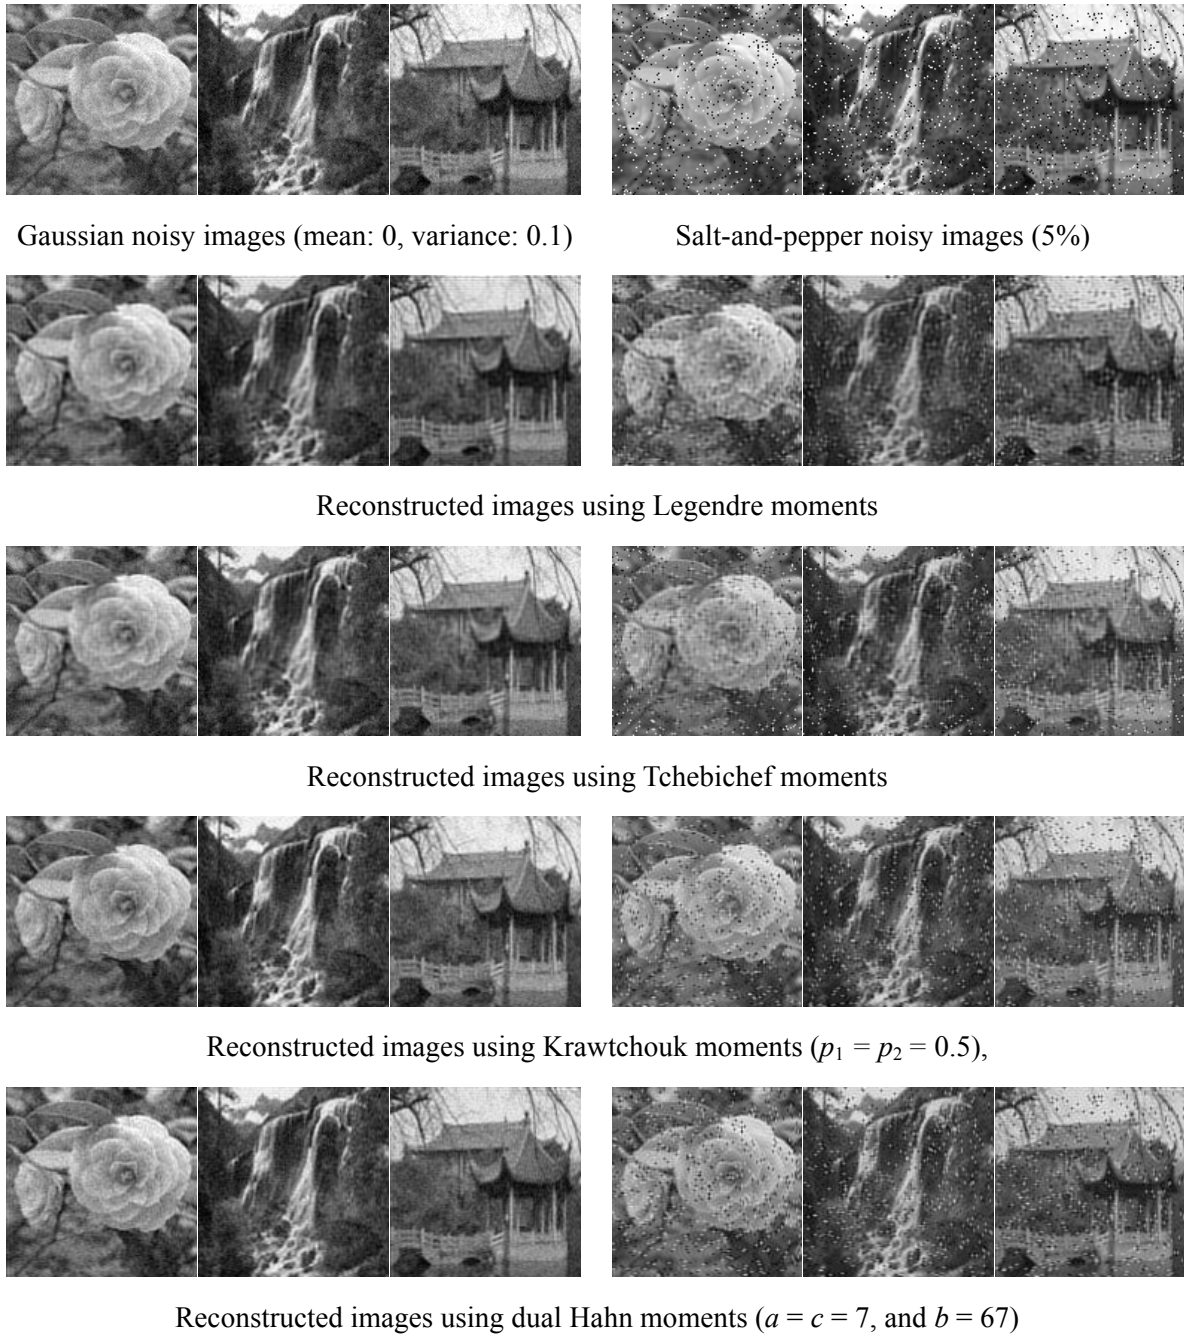 Gaussian noisy images (mean: 0, variance: 0.1)
Salt-and-pepper noisy images (5%)
Reconstructed images using Legendre moments
Reconstructed images using Tchebichef moments
Reconstructed images using Krawtchouk moments (p₁ = p₂ = 0.5),
Reconstructed images using dual Hahn moments (a = c = 7, and b = 67)